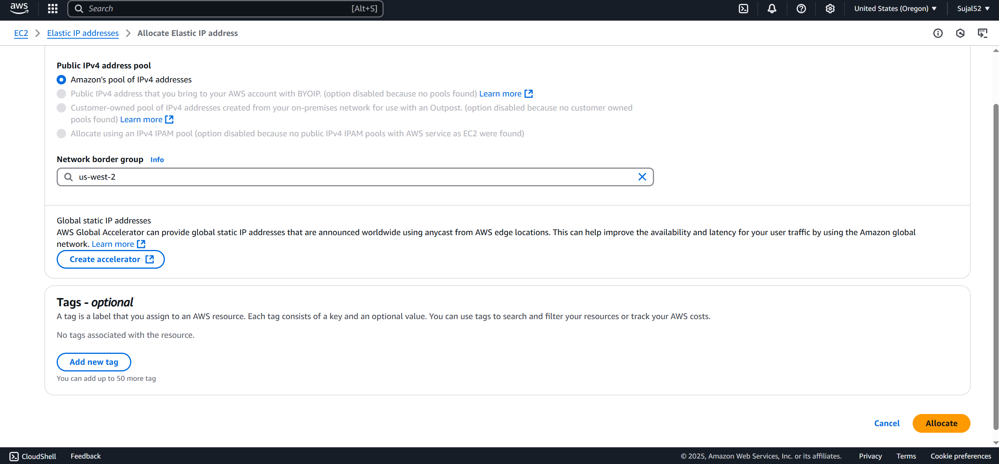 aws
Search
[Alt+S]
United States (Oregon)
Sujal52
EC2
Elastic IP addresses
Allocate Elastic IP address
Public IPv4 address pool
Amazon's pool of IPv4 addresses
Public IPv4 address that you bring to your AWS account with BYOIP. (option disabled because no pools found) Learn more
Customer-owned pool of IPv4 addresses created from your on-premises network for use with an Outpost. (option disabled because no customer owned
pools found) Learn more
Allocate using an IPv4 IPAM pool (option disabled because no public IPv4 IPAM pools with AWS service as EC2 were found)
Network border group Info
us-west-2
Global static IP addresses
AWS Global Accelerator can provide global static IP addresses that are announced worldwide using anycast from AWS edge locations. This can help improve the availability and latency for your user traffic by using the Amazon global
network. Learn more
Create accelerator
Tags - optional
A tag is a label that you assign to an AWS resource. Each tag consists of a key and an optional value. You can use tags to search and filter your resources or track your AWS costs.
No tags associated with the resource.
Add new tag
You can add up to 50 more tag
Cancel
Allocate
CloudShell
Feedback
© 2025, Amazon Web Services, Inc. or its affiliates.
Privacy
Terms
Cookie preferences